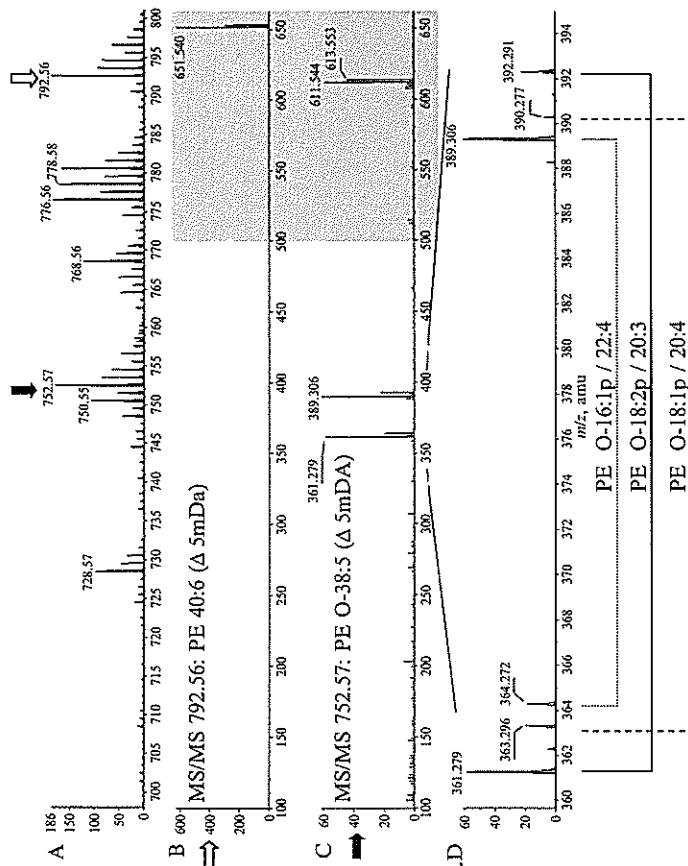 A
186
150
100
50
0
728.57
750.55
752.57
768.56
776.56
778.58
792.56
700 705 710 715 720 725 730 735 740 745 750 755 760 765 770 775 780 785 790 795 800
B
600
400
200
0
MS/MS 792.56: PE 40:6 (Δ 5mDa)
651.540
100 150 200 250 300 350 400 450 500 550 600 650
C
60
40
20
0
MS/MS 752.57: PE O-38:5 (Δ 5mDA)
361.279
389.306
611.544
613.553
100 150 200 250 300 350 400 450 500 550 600 650
D
60
40
20
0
361.279
363.296
364.272
389.306
390.277
392.291
360 362 364 366 368 370 372 374 376 378 380 382 384 386 388 390 392 394
m/z, amu
PE O-16:1p / 22:4
PE O-18:2p / 20:3
PE O-18:1p / 20:4